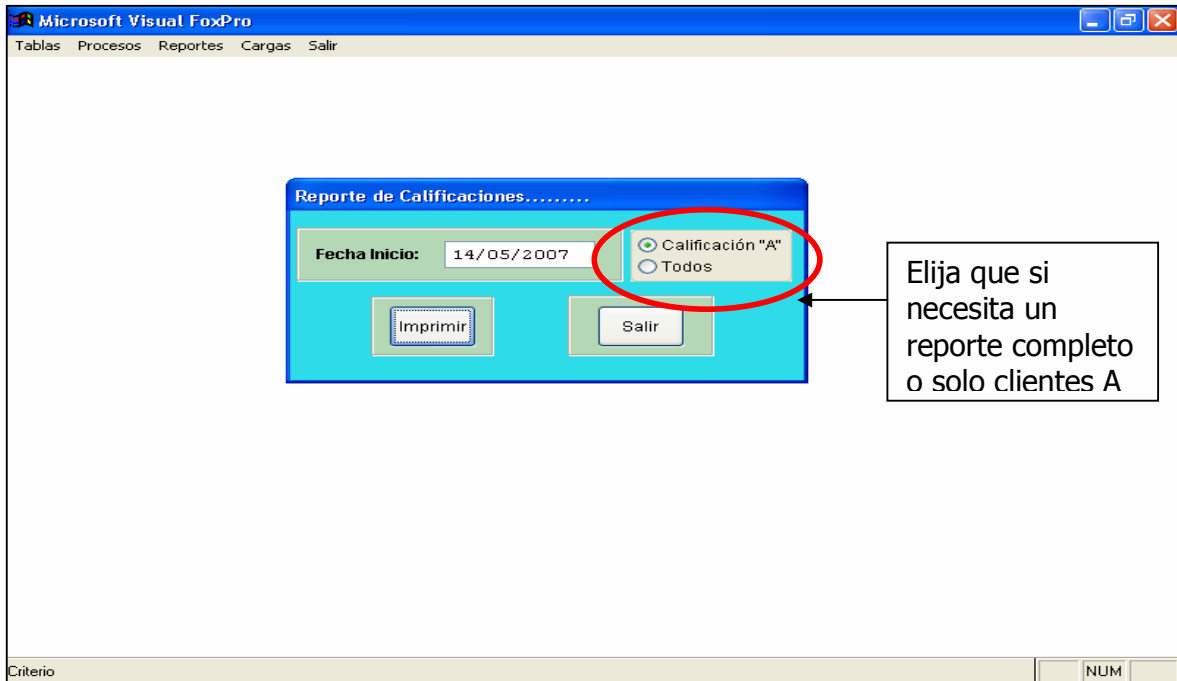 Microsoft Visual FoxPro
Tablas Procesos Reportes Cargas Salir
Reporte de Calificaciones.........
Fecha Inicio: 14/05/2007
Calificación "A"
Todos
Imprimir Salir
Elija que si
necesita un
reporte completo
o solo clientes A
Criterio NUM